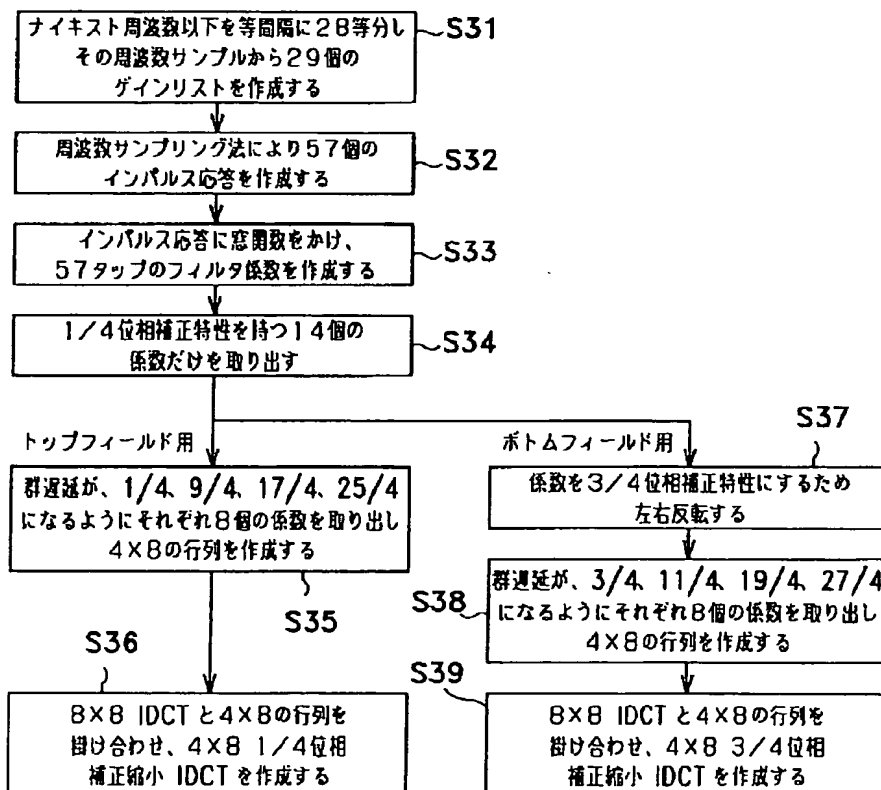 ナイキスト周波数以下を等間隔に28等分し
その周波数サンプルから29個の
ゲインリストを作成する
S31
周波数サンプリング法により57個の
インパルス応答を作成する
S32
インパルス応答に窓関数をかけ、
57タップのフィルタ係数を作成する
S33
1/4位相補正特性を持つ14個の
係数だけを取り出す
S34
トップフィールド用
群遅延が、1/4、9/4、17/4、25/4
になるようにそれぞれ8個の係数を取り出し
4×8の行列を作成する
S35
S36
8×8 IDCTと4×8の行列を
掛け合わせ、4×8 1/4位相
補正縮小 IDCTを作成する
ボトムフィールド用
S37
係数を3/4位相補正特性にするため
左右反転する
群遅延が、3/4、11/4、19/4、27/4
になるようにそれぞれ8個の係数を取り出し
4×8の行列を作成する
S38
S39
8×8 IDCTと4×8の行列を
掛け合わせ、4×8 3/4位相
補正縮小 IDCTを作成する